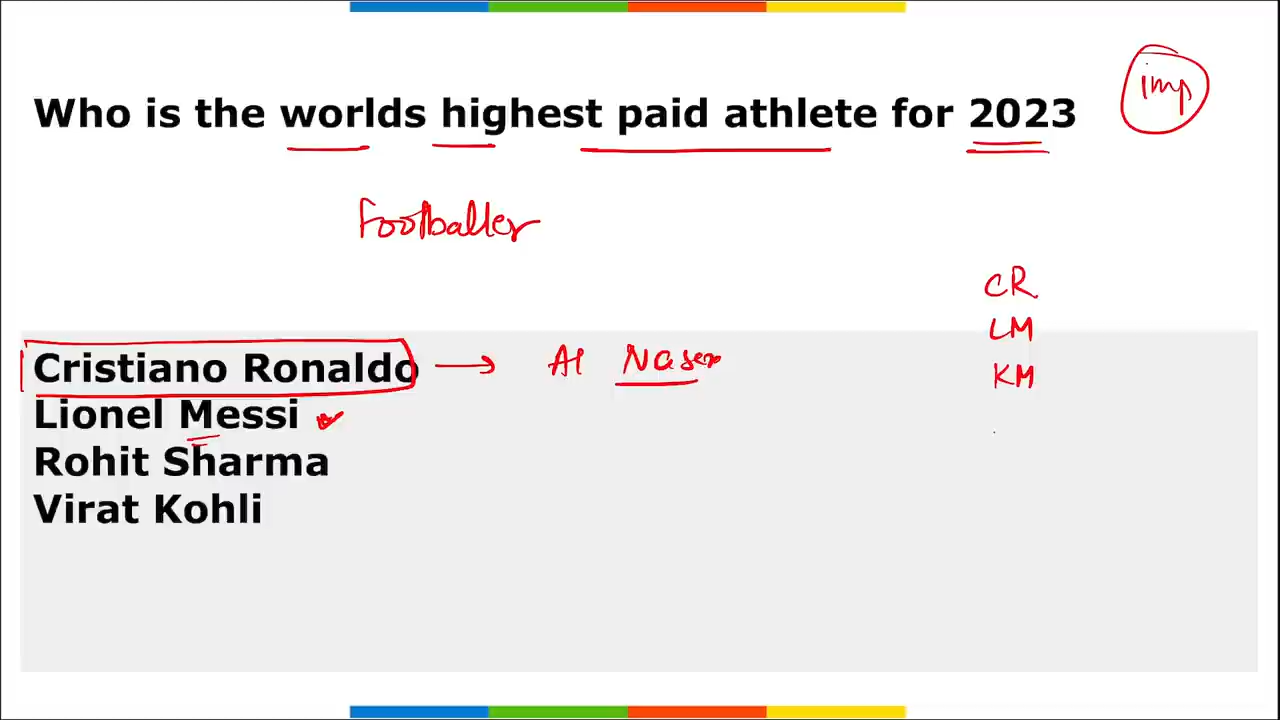 imp
Who is the worlds highest paid athlete for 2023
Footballer
CR
LM
KM
Cristiano Ronaldo → Al Naser
Lionel Messi
Rohit Sharma
Virat Kohli